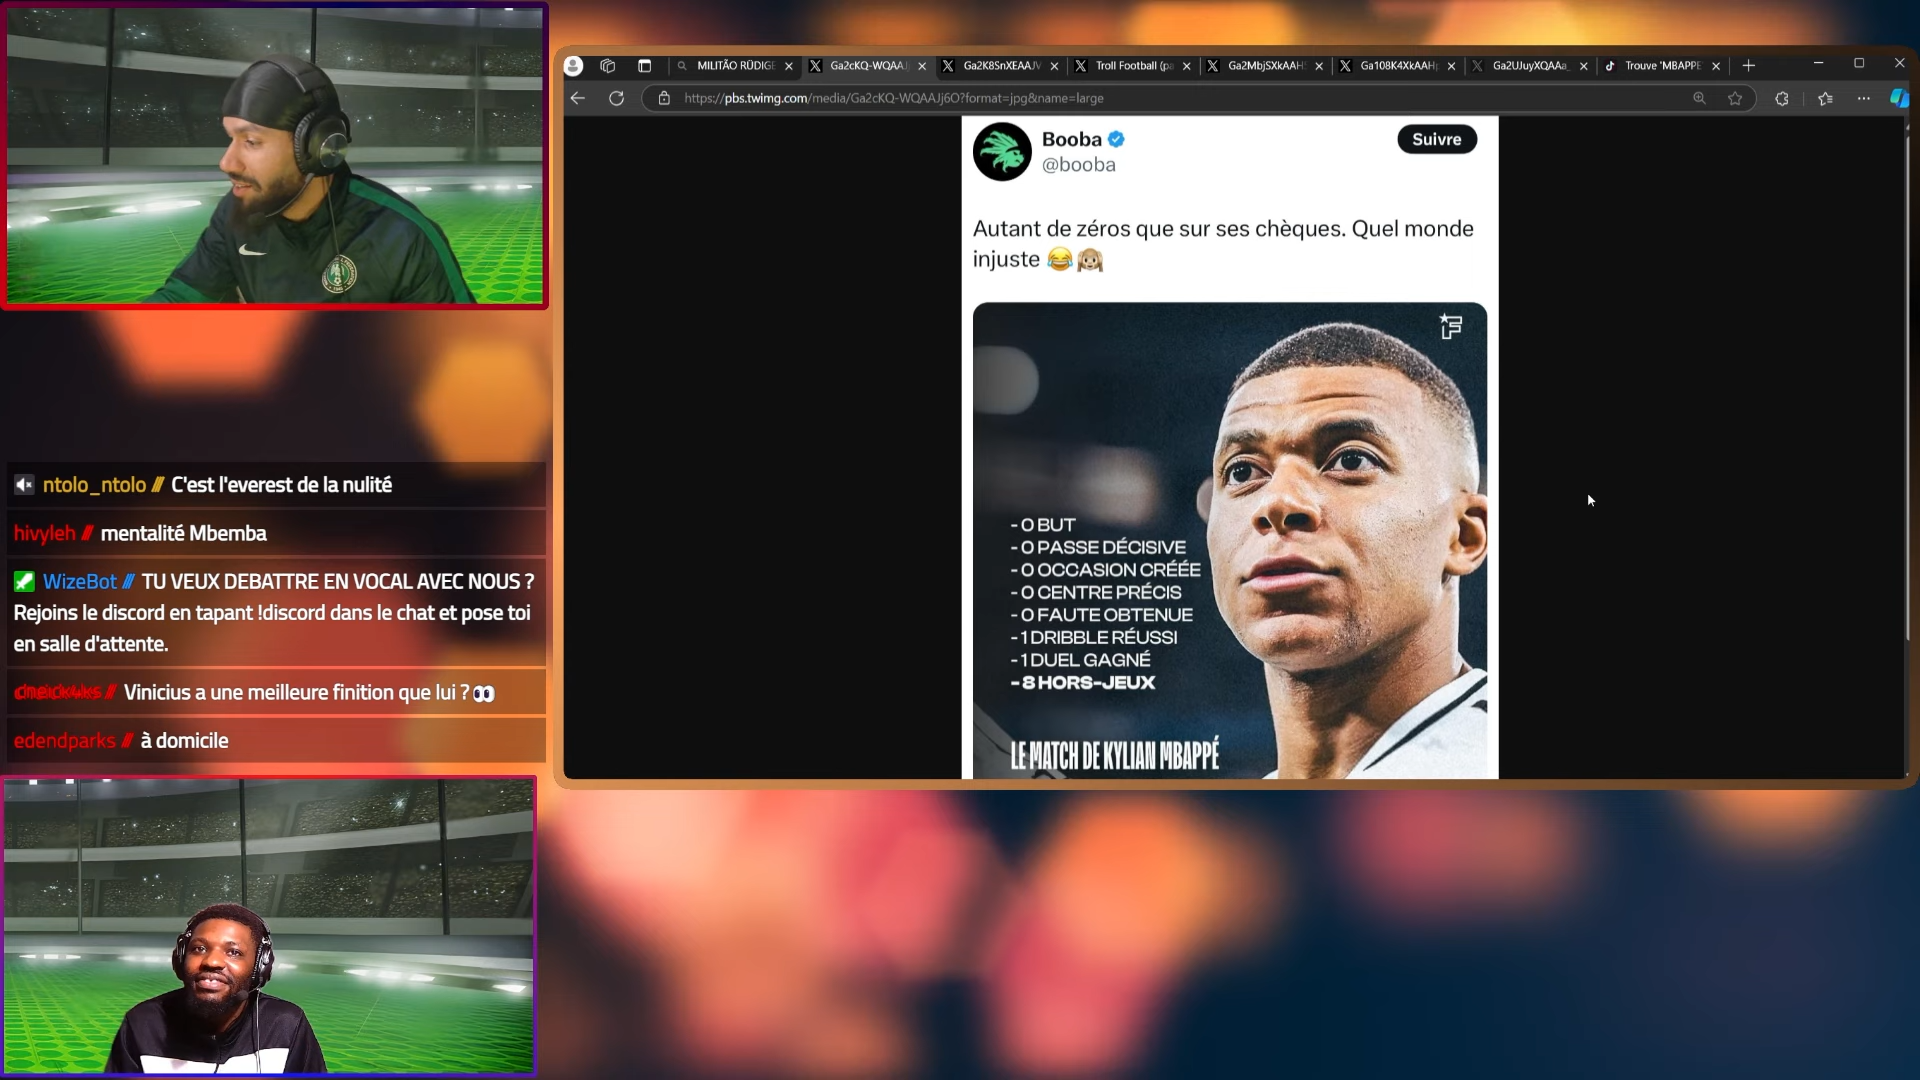 MILITÃO RÜDIGE
Ga2cKQ-WQAAJ
Ga2K8SnXEAAJV
Troll Football (pa
Ga2MbjSXkAAH
Ga108K4XkAAH
Ga2UJuyXQAAa_
Trouve 'MBAPPE
https://pbs.twimg.com/media/Ga2cKQ-WQAAJj6O?format=jpg&name=large
Booba
@booba
Suivre
Autant de zéros que sur ses chèques. Quel monde
injuste 😂🙉
- 0 BUT
- 0 PASSE DÉCISIVE
- 0 OCCASION CRÉÉE
- 0 CENTRE PRÉCIS
- 0 FAUTE OBTENUE
- 1 DRIBBLE RÉUSSI
- 1 DUEL GAGNÉ
- 8 HORS-JEUX
LE MATCH DE KYLIAN MBAPPÉ
ntolo_ntolo /// C'est l'everest de la nulité
hivyleh /// mentalité Mbemba
WizeBot /// TU VEUX DEBATTRE EN VOCAL AVEC NOUS ?
Rejoins le discord en tapant !discord dans le chat et pose toi
en salle d'attente.
Vinicius a une meilleure finition que lui ? 👀
edendparks /// à domicile